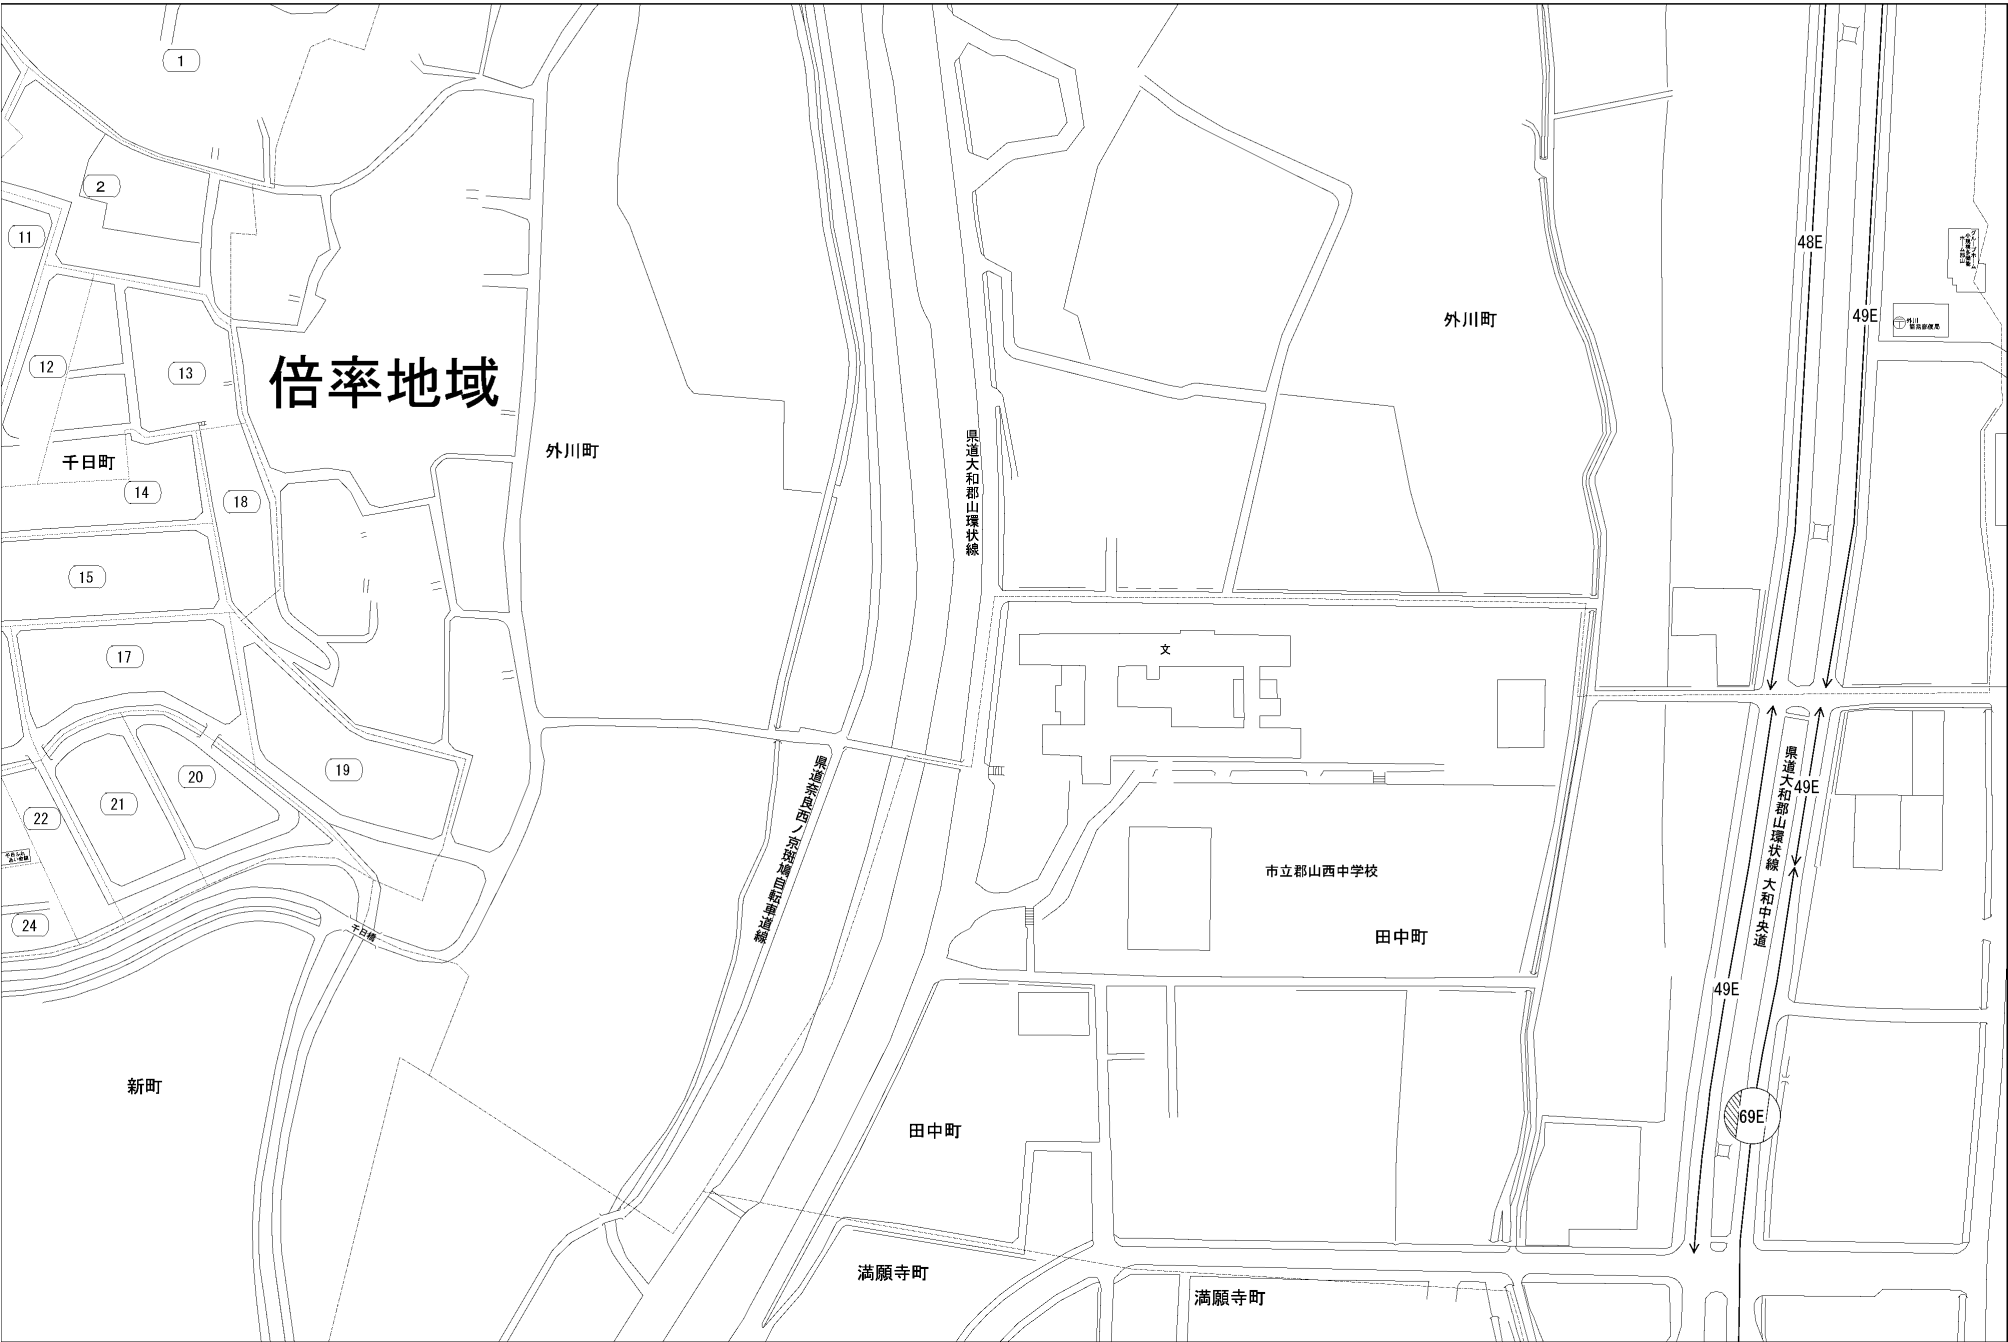 1
2
11
48E
49E
外川町
12
13
倍率地域
外川町
千日町
14
18
県道大和郡山環状線
15
17
文
19
20
21
22
県道奈良西ノ京斑鳩自転車道線
県道大和郡山環状線 大和中央道
49E
市立郡山西中学校
24
千日橋
田中町
49E
新町
田中町
69E
満願寺町
満願寺町